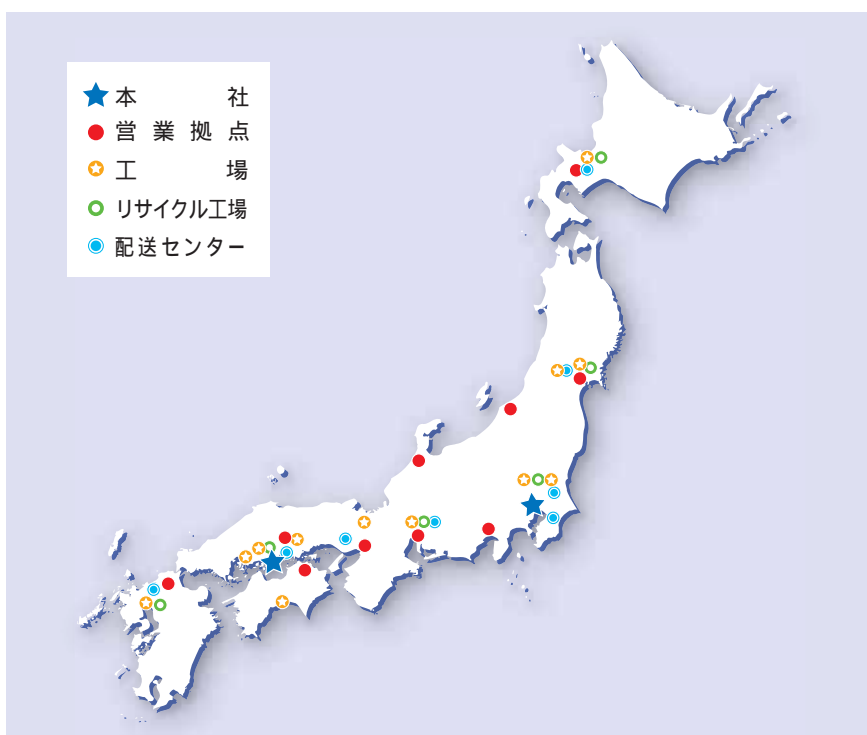 本社
営業拠点
工場
リサイクル工場
配送センター